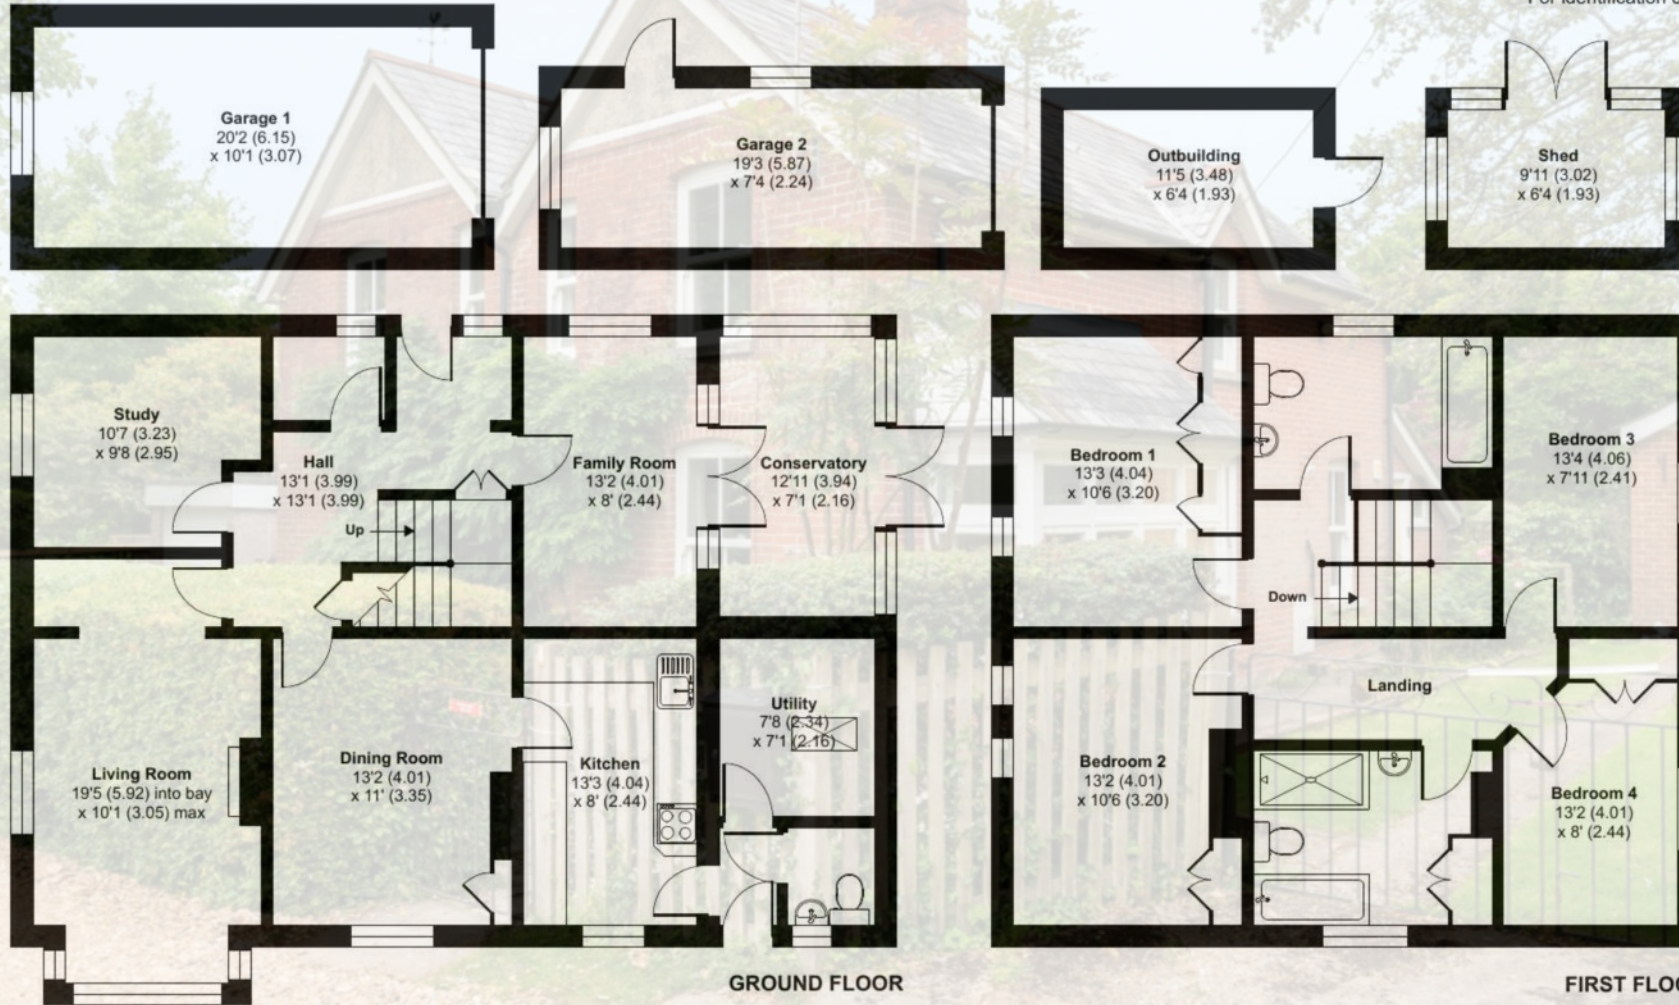 Garage 1
20'2 (6.15)
x 10'1 (3.07)
Garage 2
19'3 (5.87)
x 7'4 (2.24)
Outbuilding
11'5 (3.48)
x 6'4 (1.93)
Shed
9'11 (3.02)
x 6'4 (1.93)
Study
10'7 (3.23)
x 9'8 (2.95)
Hall
13'1 (3.99)
x 13'1 (3.99)
Up
Family Room
13'2 (4.01)
x 8' (2.44)
Conservatory
12'11 (3.94)
x 7'1 (2.16)
Living Room
19'5 (5.92) into bay
x 10'1 (3.05) max
Dining Room
13'2 (4.01)
x 11' (3.35)
Kitchen
13'3 (4.04)
x 8' (2.44)
Utility
7'8 (2.34)
x 7'1 (2.16)
GROUND FLOOR
Bedroom 1
13'3 (4.04)
x 10'6 (3.20)
Bedroom 3
13'4 (4.06)
x 7'11 (2.41)
Down
Landing
Bedroom 2
13'2 (4.01)
x 10'6 (3.20)
Bedroom 4
13'2 (4.01)
x 8' (2.44)
FIRST FLO